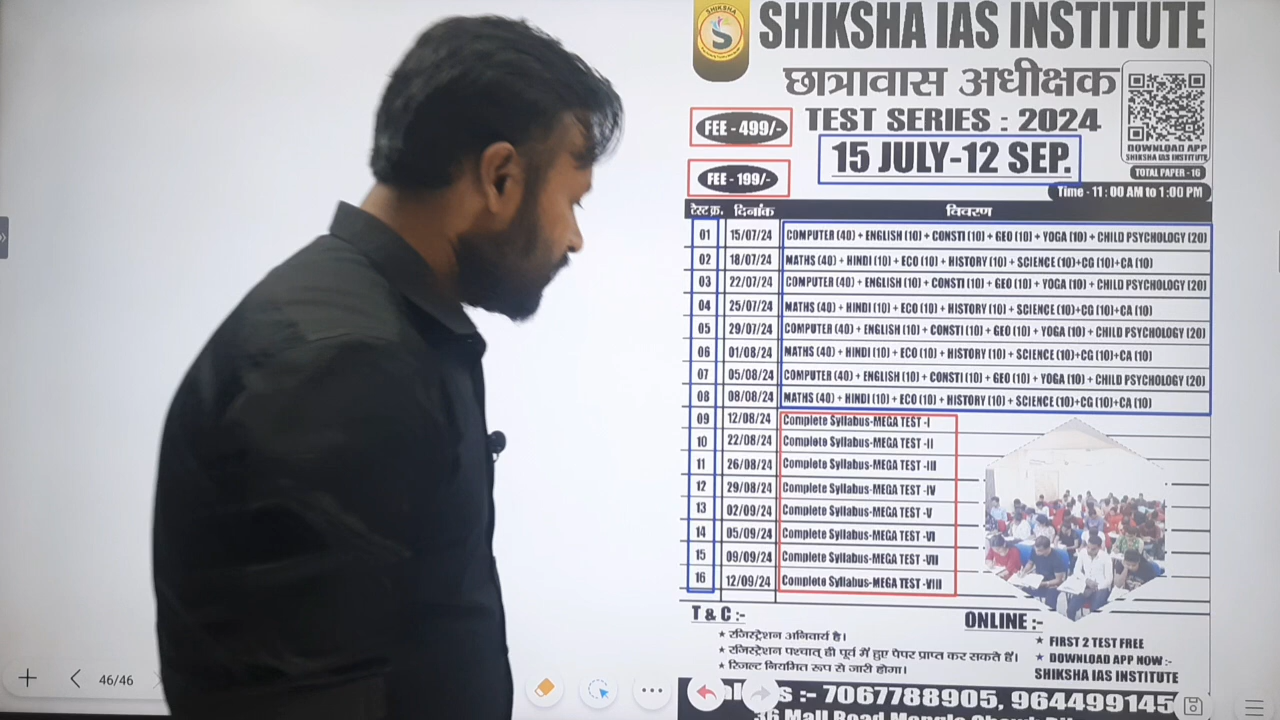 SHIKSHA
SHIKSHA IAS INSTITUTE
छात्रावास अधीक्षक
FEE - 499/-
TEST SERIES : 2024
15 JULY-12 SEP.
FEE - 199/-
DOWNLOAD APP
SHIKSHA IAS INSTITUTE
TOTAL PAPER - 16
Time - 11 : 00 AM to 1 : 00 PM
टेस्ट क्र. दिनांक विवरण
01 15/07/24 COMPUTER (40) + ENGLISH (10) + CONSTI (10) + GEO (10) + YOGA (10) + CHILD PSYCHOLOGY (20)
02 18/07/24 MATHS (40) + HINDI (10) + ECO (10) + HISTORY (10) + SCIENCE (10)+CG (10)+CA (10)
03 22/07/24 COMPUTER (40) + ENGLISH (10) + CONSTI (10) + GEO (10) + YOGA (10) + CHILD PSYCHOLOGY (20)
04 25/07/24 MATHS (40) + HINDI (10) + ECO (10) + HISTORY (10) + SCIENCE (10)+CG (10)+CA (10)
05 29/07/24 COMPUTER (40) + ENGLISH (10) + CONSTI (10) + GEO (10) + YOGA (10) + CHILD PSYCHOLOGY (20)
06 01/08/24 MATHS (40) + HINDI (10) + ECO (10) + HISTORY (10) + SCIENCE (10)+CG (10)+CA (10)
07 05/08/24 COMPUTER (40) + ENGLISH (10) + CONSTI (10) + GEO (10) + YOGA (10) + CHILD PSYCHOLOGY (20)
08 08/08/24 MATHS (40) + HINDI (10) + ECO (10) + HISTORY (10) + SCIENCE (10)+CG (10)+CA (10)
09 12/08/24 Complete Syllabus-MEGA TEST -I
10 22/08/24 Complete Syllabus-MEGA TEST -II
11 26/08/24 Complete Syllabus-MEGA TEST -III
12 29/08/24 Complete Syllabus-MEGA TEST -IV
13 02/09/24 Complete Syllabus-MEGA TEST -V
14 05/09/24 Complete Syllabus-MEGA TEST -VI
15 09/09/24 Complete Syllabus-MEGA TEST -VII
16 12/09/24 Complete Syllabus-MEGA TEST -VIII
T & C :-
★ रजिस्ट्रेशन अनिवार्य है।
★ रजिस्ट्रेशन पश्चात् ही पूर्व में हुए पेपर प्राप्त कर सकते हैं।
★ रिजल्ट नियमित रूप से जारी होगा।
ONLINE :-
★ FIRST 2 TEST FREE
★ DOWNLOAD APP NOW :-
SHIKSHA IAS INSTITUTE
:- 7067788905, 964499145
36 Mall Road
46/46